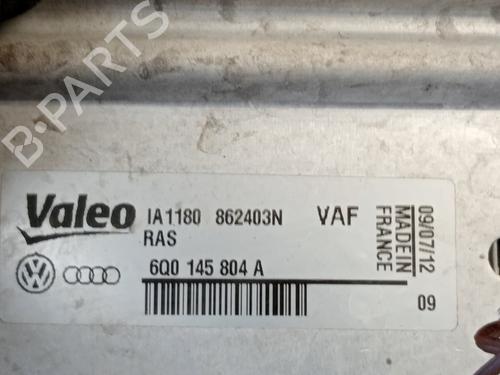 B-PARTS
Valeo IA1180 862403N VAF
RAS
6Q0 145 804 A
09/07/12
MADE IN
FRANCE
09